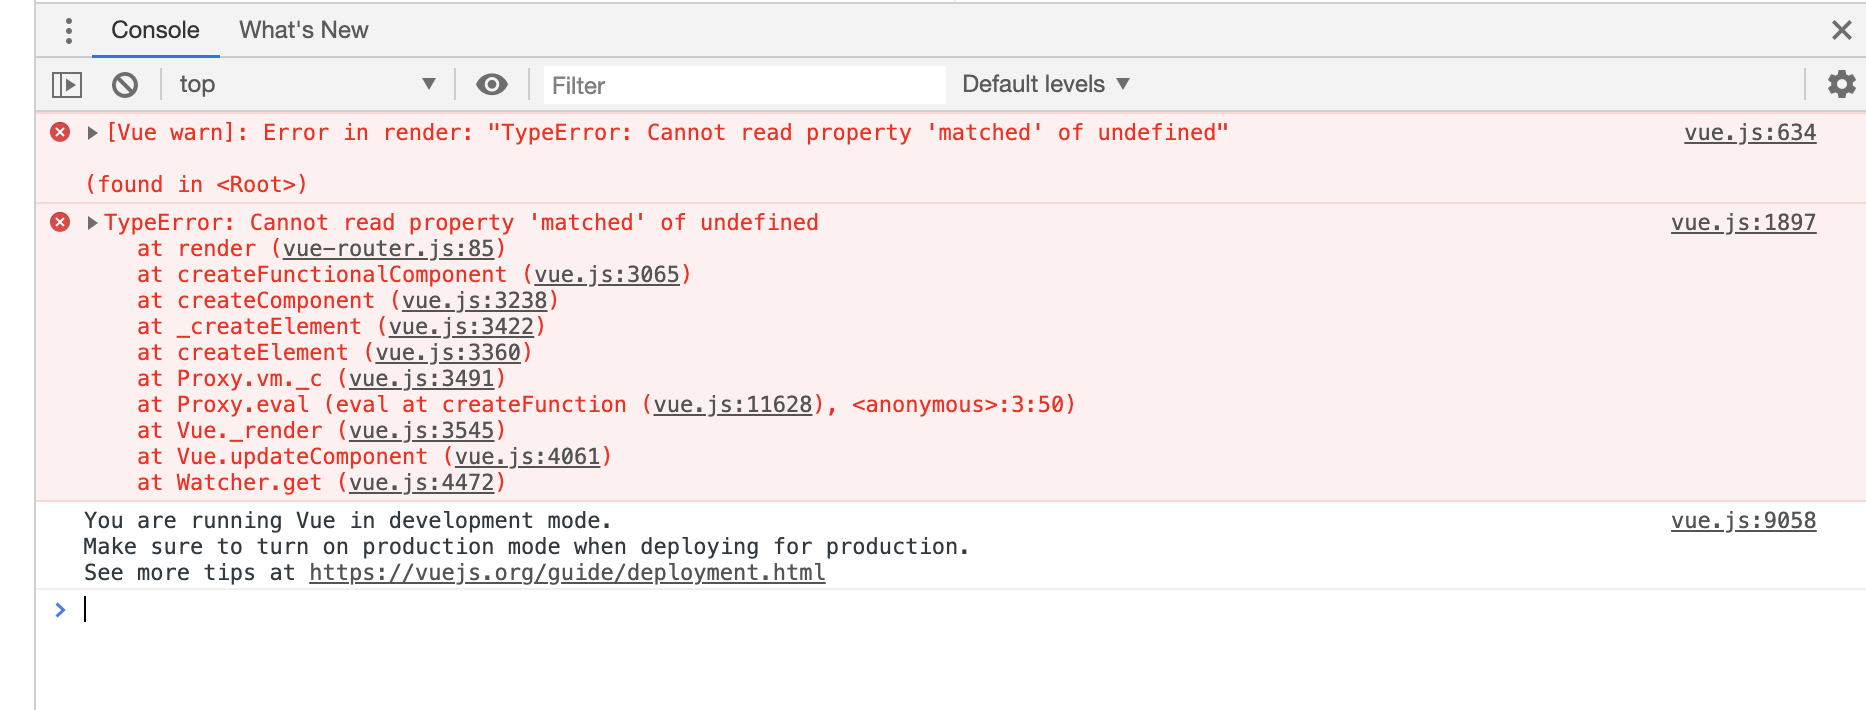 Console What's New
top Filter Default levels
[Vue warn]: Error in render: "TypeError: Cannot read property 'matched' of undefined" vue.js:634
(found in <Root>)
TypeError: Cannot read property 'matched' of undefined vue.js:1897
at render (vue-router.js:85)
at createFunctionalComponent (vue.js:3065)
at createComponent (vue.js:3238)
at _createElement (vue.js:3422)
at createElement (vue.js:3360)
at Proxy.vm._c (vue.js:3491)
at Proxy.eval (eval at createFunction (vue.js:11628), <anonymous>:3:50)
at Vue._render (vue.js:3545)
at Vue.updateComponent (vue.js:4061)
at Watcher.get (vue.js:4472)
You are running Vue in development mode. vue.js:9058
Make sure to turn on production mode when deploying for production.
See more tips at https://vuejs.org/guide/deployment.html